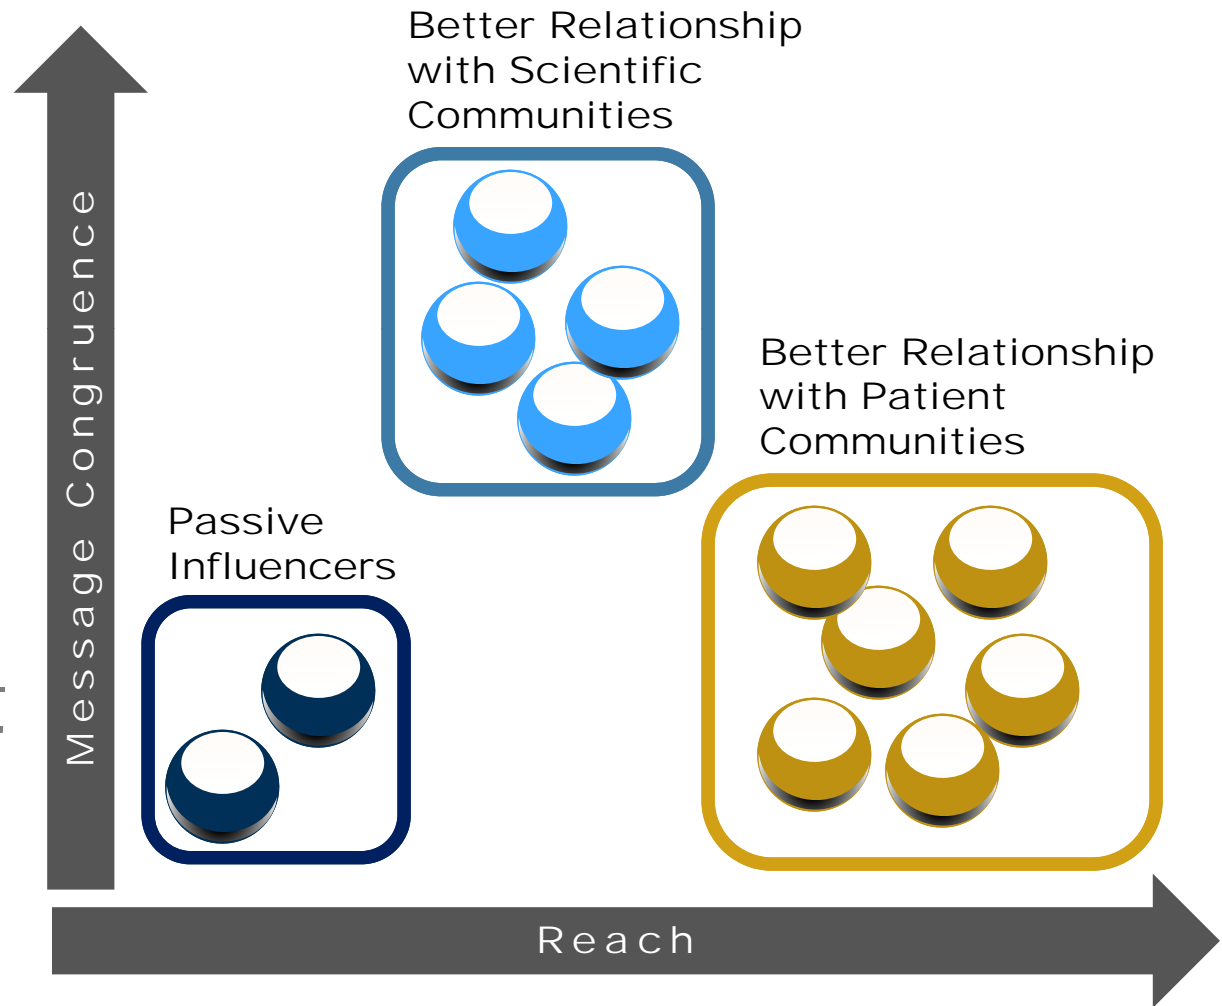 Better Relationship
with Scientific
Communities
Message Congruence
Better Relationship
with Patient
Communities
Passive
Influencers
Reach